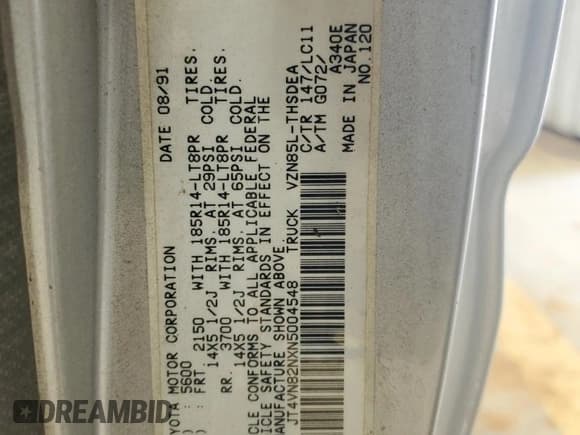 YOTA MOTOR CORPORATION DATE 08/91
) : 5600
) : FRT. 2150 WITH 185R14-LT8PR TIRES.
14X5 1/2J RIMS. AT 29PSI COLD.
) : RR. 3700 WITH 185R14-LT8PR TIRES.
14X5 1/2J RIMS. AT 65PSI COLD.
ICLE CONFORMS TO ALL APPLICABLE FEDERAL
ICLE SAFETY STANDARDS IN EFFECT ON THE
MANUFACTURE SHOWN ABOVE.
JT4VN82NXN5004548 TRUCK VZN85L-THSDEA
C/TR 147/LC11
A/TM G072/ A340E
MADE IN JAPAN
NO.120
DREAMBID